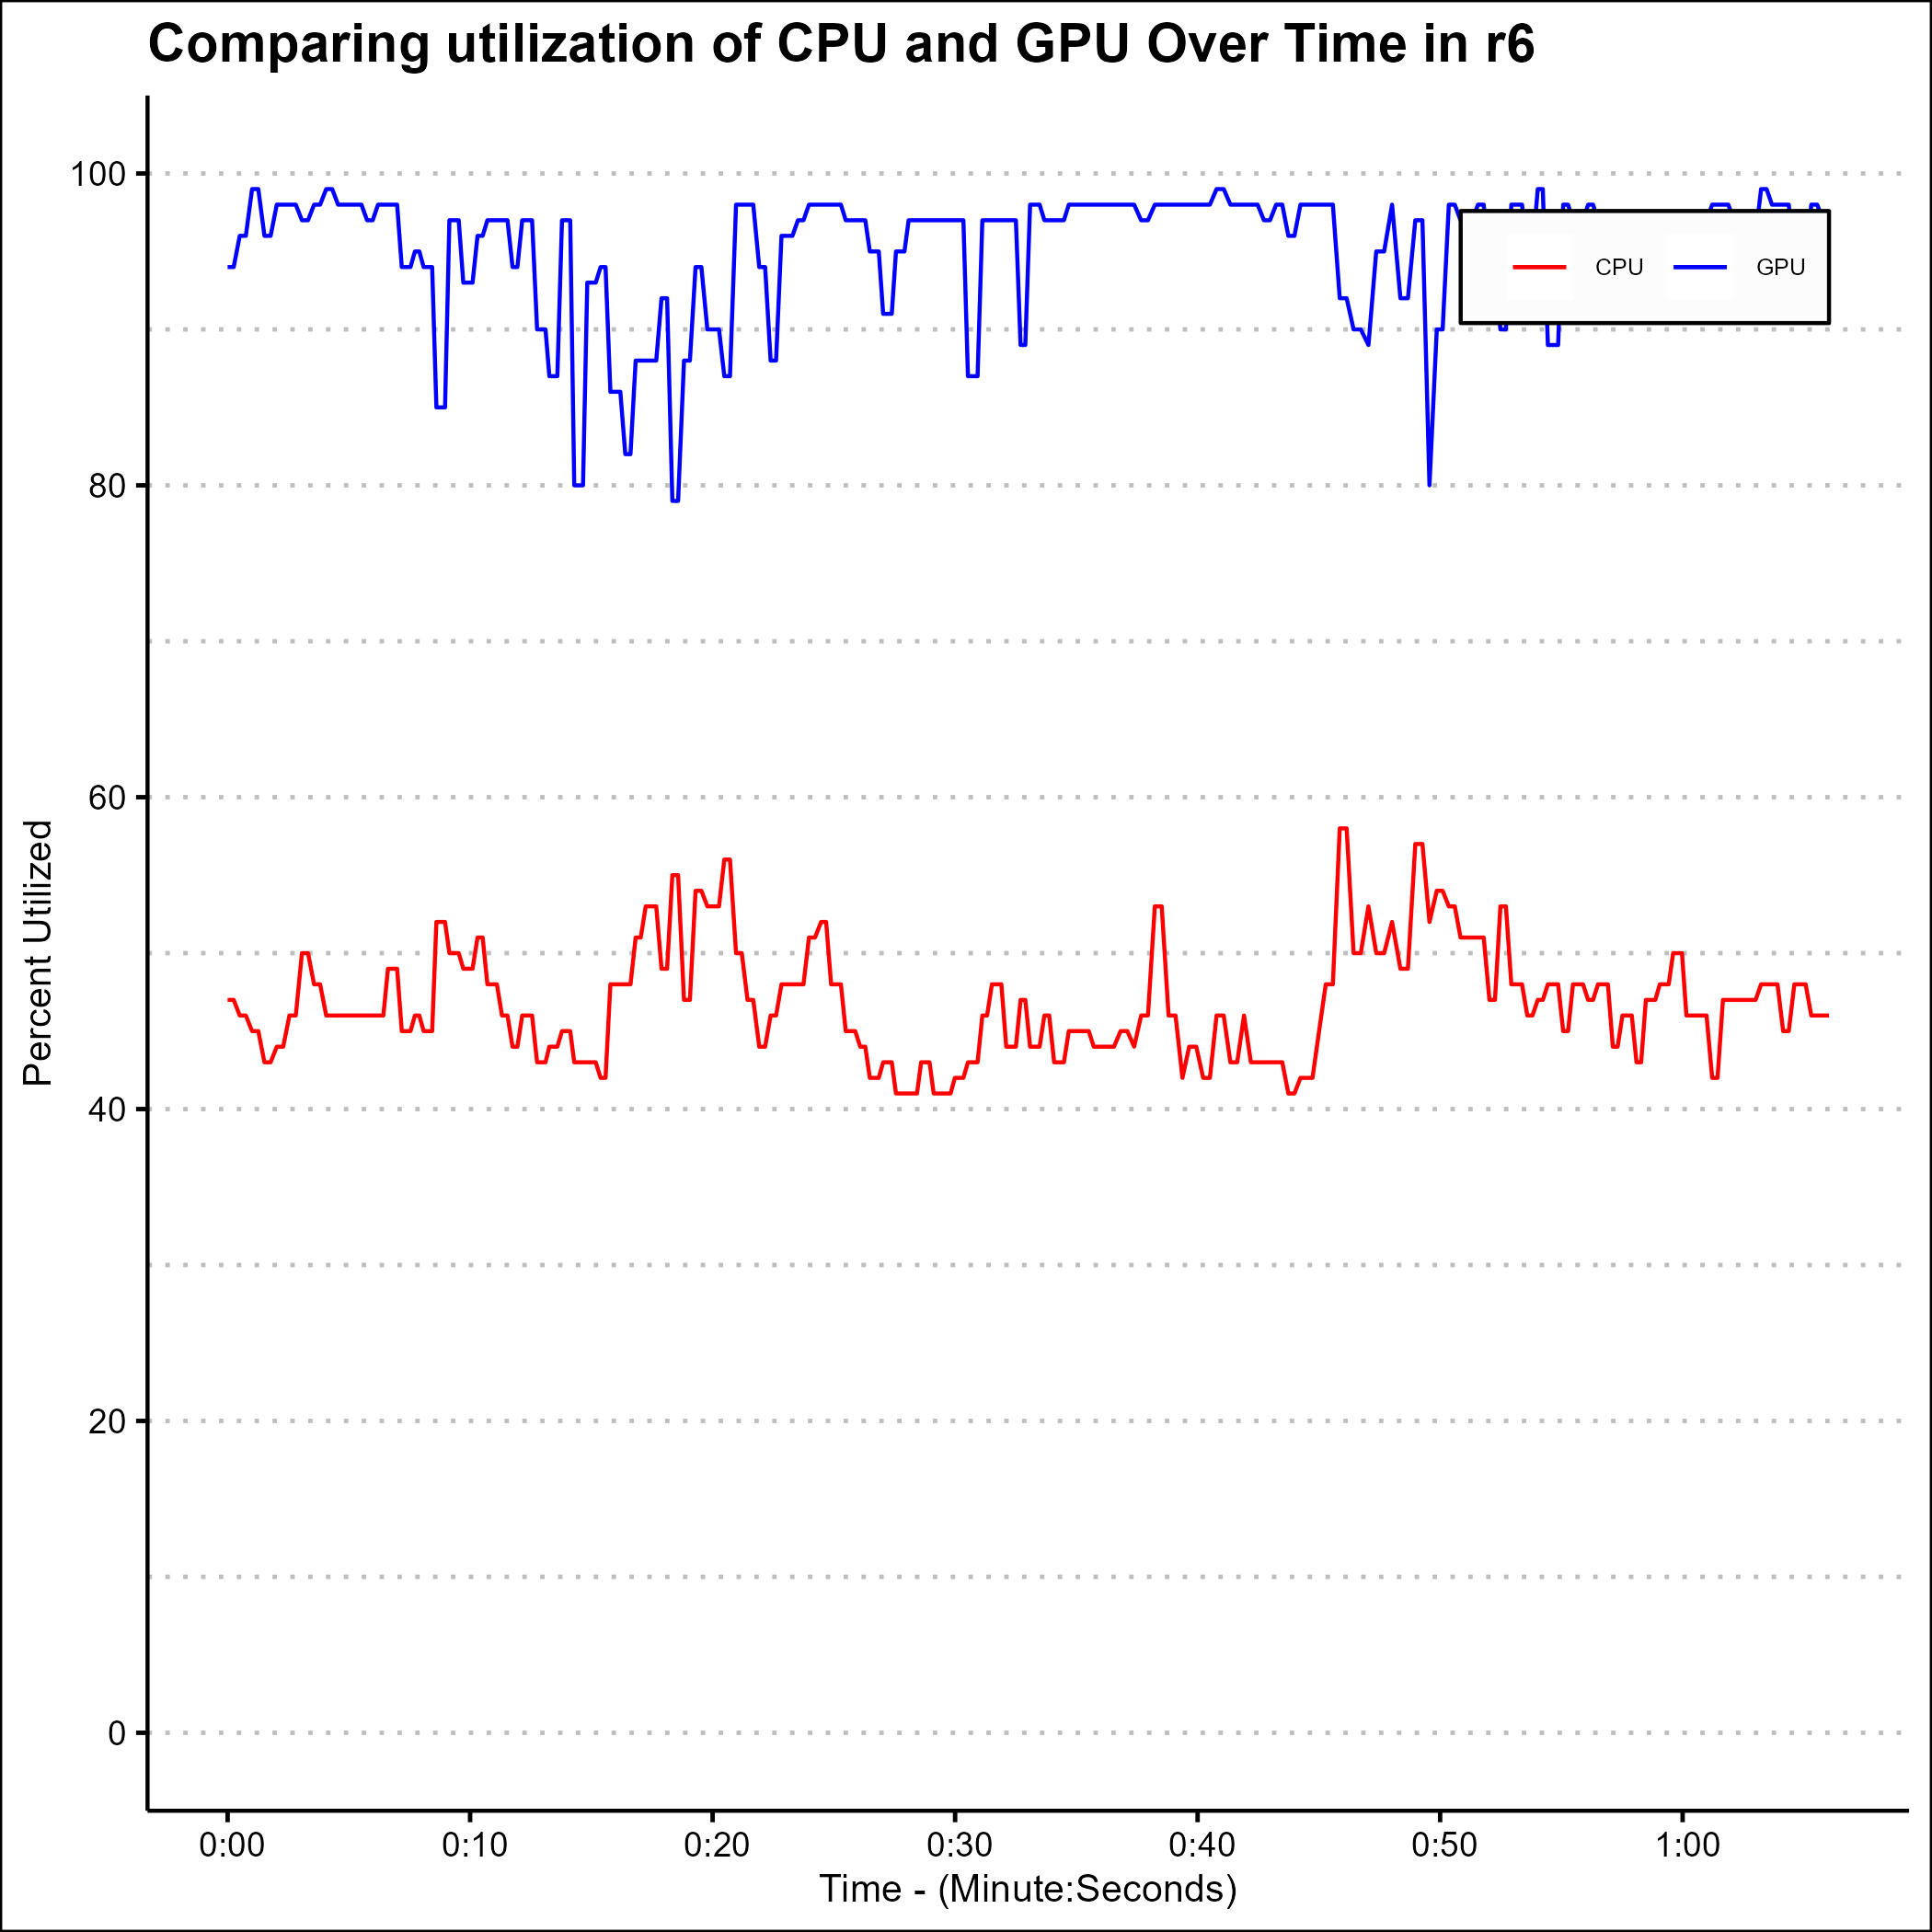 Comparing utilization of CPU and GPU Over Time in r6
100
80
60
40
20
0
Percent Utilized
CPU GPU
0:00 0:10 0:20 0:30 0:40 0:50 1:00
Time - (Minute:Seconds)